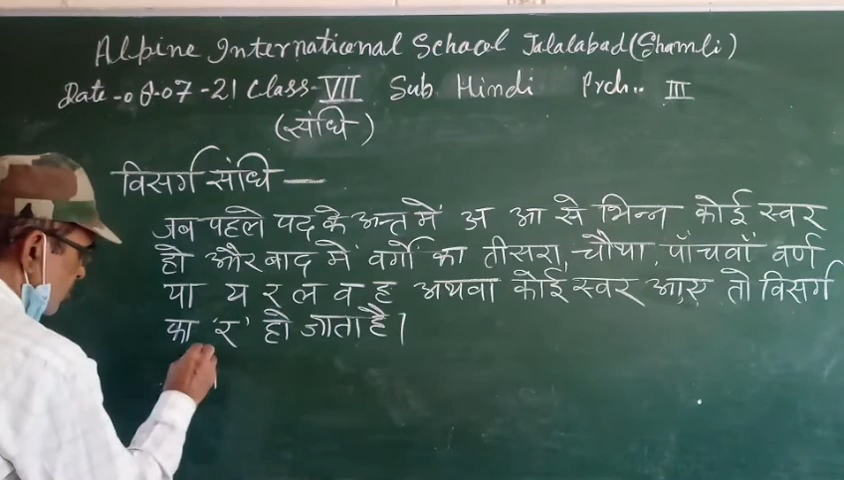 Alpine International School Jalalabad (Shamli)
Date - 08-07-21 Class- VII Sub Hindi Prch.. III
(संधि)
विसर्ग संधि —
जब पहले पद के अन्त में अ आ से भिन्न कोई स्वर
हो और बाद में वर्गो का तीसरा, चौथा, पाँचवाँ वर्ण
या य र ल व ह अथवा कोई स्वर आए तो विसर्ग
का 'र' हो जाता है।